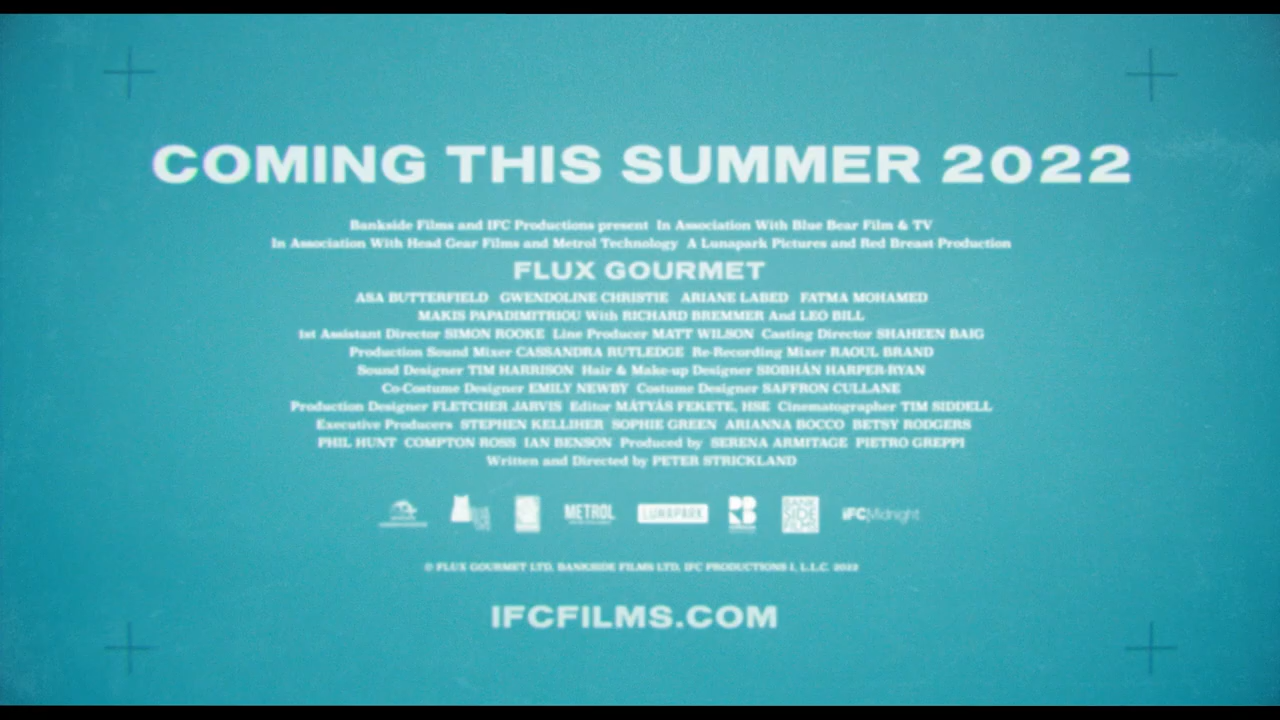 COMING THIS SUMMER 2022
Bankside Films and IFC Productions present In Association With Blue Bear Film & TV
In Association With Head Gear Films and Metrol Technology A Lunapark Pictures and Red Breast Production
FLUX GOURMET
ASA BUTTERFIELD GWENDOLINE CHRISTIE ARIANE LABED FATMA MOHAMED
MAKIS PAPADIMITRIOU With RICHARD BREMMER And LEO BILL
1st Assistant Director SIMON ROOKE Line Producer MATT WILSON Casting Director SHAHEEN BAIG
Production Sound Mixer CASSANDRA RUTLEDGE Re-Recording Mixer RAOUL BRAND
Sound Designer TIM HARRISON Hair & Make-up Designer SIOBHÁN HARPER-RYAN
Co-Costume Designer EMILY NEWBY Costume Designer SAFFRON CULLANE
Production Designer FLETCHER JARVIS Editor MÁTYÁS FEKETE, HSE Cinematographer TIM SIDDELL
Executive Producers STEPHEN KELLIHER SOPHIE GREEN ARIANNA BOCCO BETSY RODGERS
PHIL HUNT COMPTON ROSS IAN BENSON Produced by SERENA ARMITAGE PIETRO GREPPI
Written and Directed by PETER STRICKLAND
METROL LUNAPARK RB BANK SIDE FILMS IFC Midnight
© FLUX GOURMET LTD, BANKSIDE FILMS LTD, IFC PRODUCTIONS I, L.L.C. 2022
IFCFILMS.COM